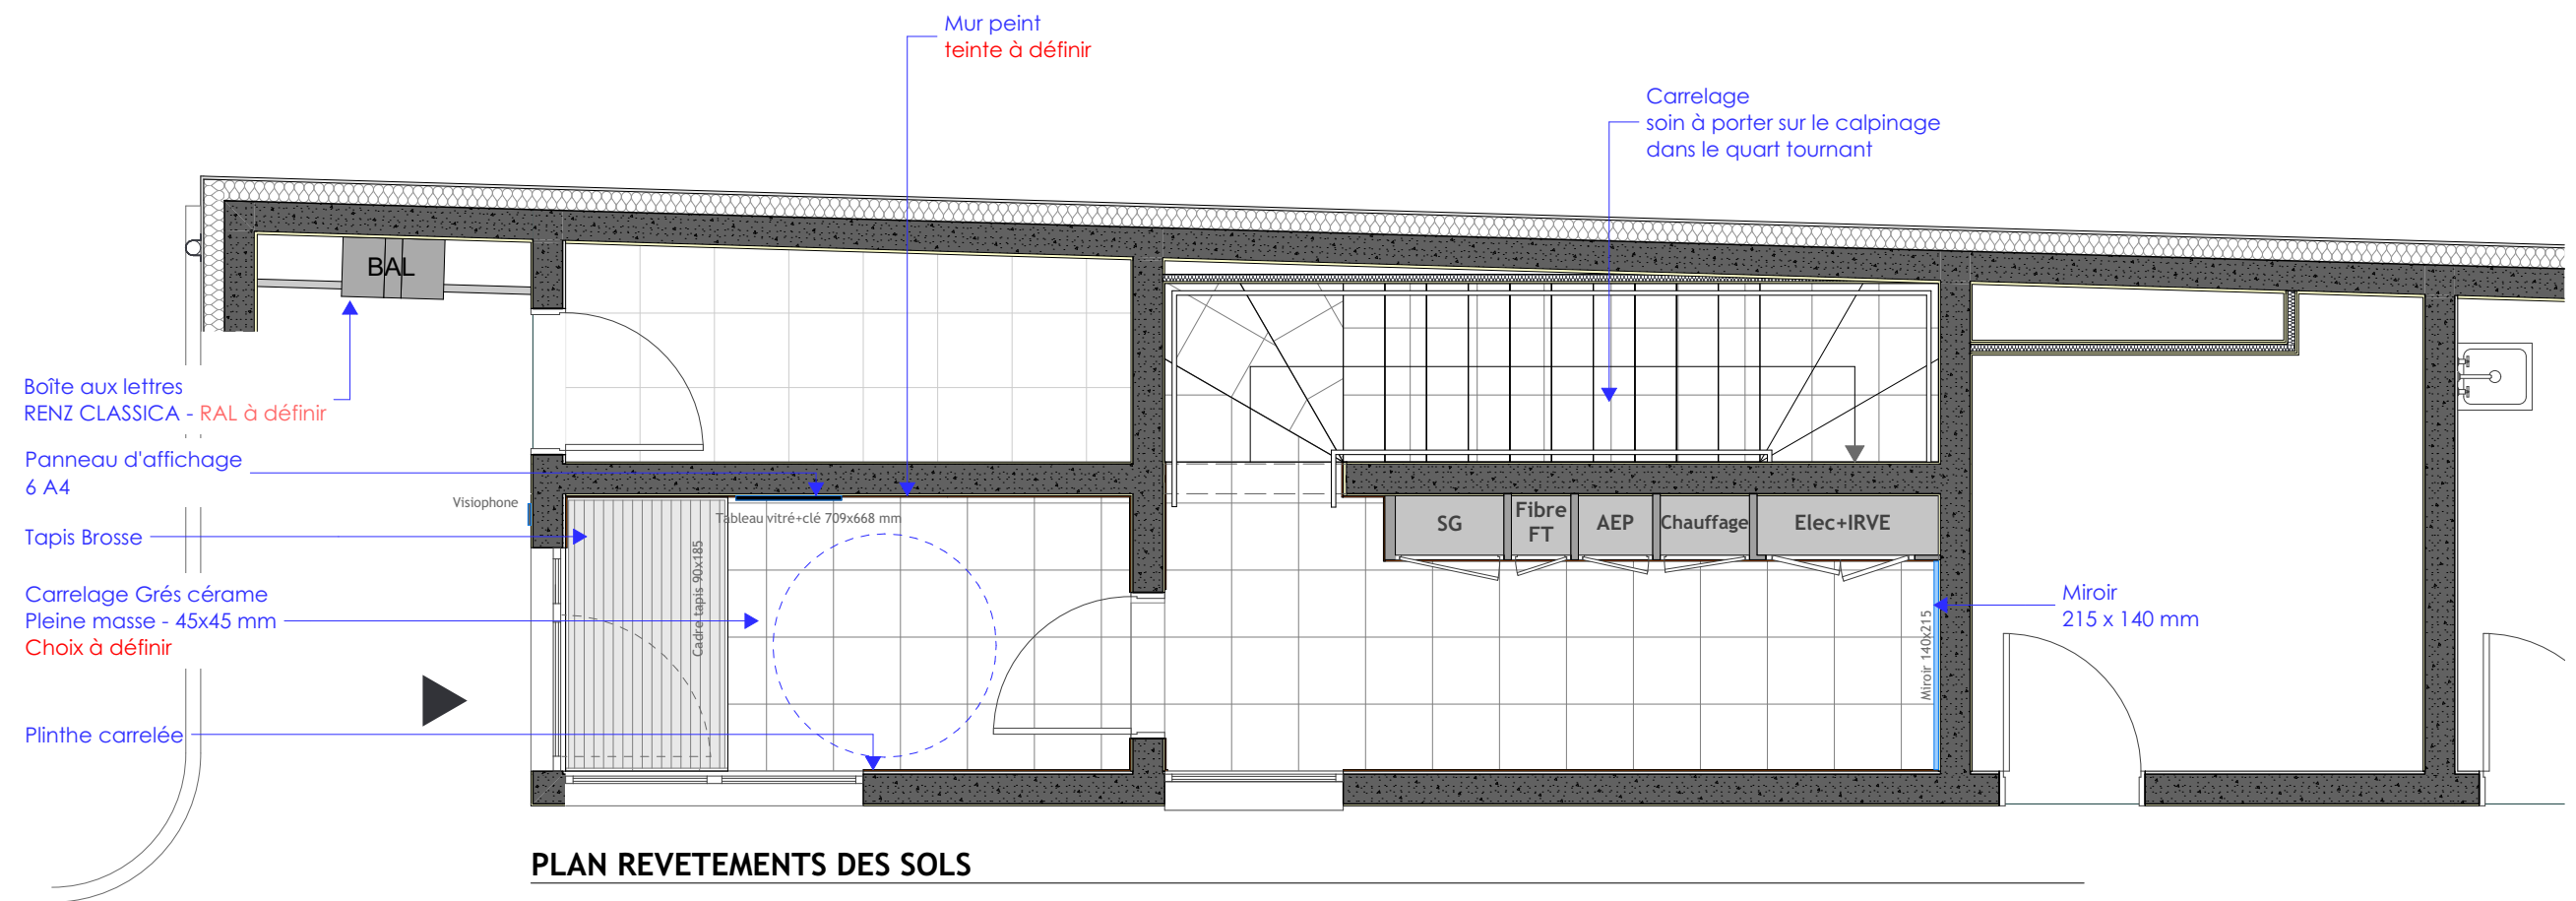 Mur peint
teinte à définir
Carrelage
soin à porter sur le calpinage
dans le quart tournant
BAL
Boîte aux lettres
RENZ CLASSICA - RAL à définir
Panneau d'affichage
6 A4
Visiophone
Tapis Brosse
Tableau vitré+clé 709x668 mm
Cadre tapis 90x185
Carrelage Grés cérame
Pleine masse - 45x45 mm
Choix à définir
Plinthe carrelée
SG
Fibre
FT
AEP
Chauffage
Elec+IRVE
Miroir 140x215
Miroir
215 x 140 mm
PLAN REVETEMENTS DES SOLS